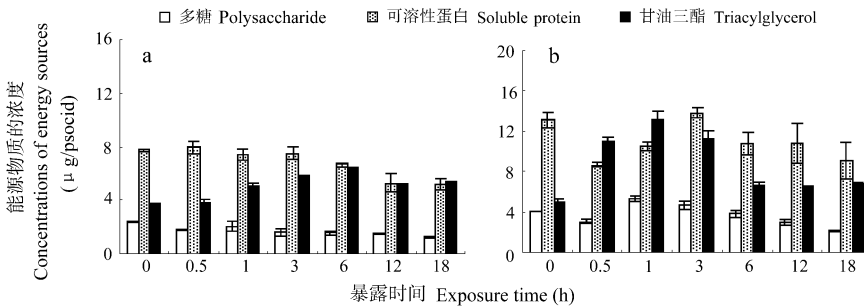 多糖 Polysaccharide 可溶性蛋白 Soluble protein 甘油三酯 Triacylglycerol
能源物质的浓度
Concentrations of energy sources
(μg/psocid)
a
16
12
8
4
0
0 0.5 1 3 6 12 18
b
20
16
12
8
4
0
0 0.5 1 3 6 12 18
暴露时间 Exposure time (h)